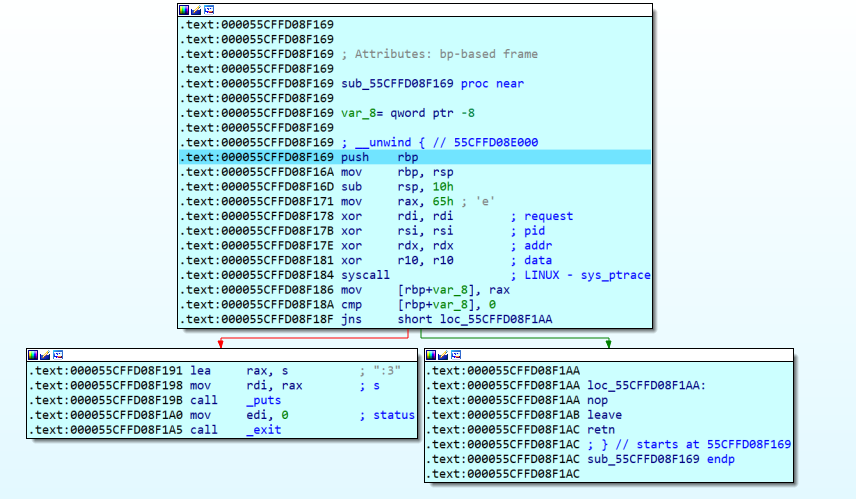 .text:000055CFFD08F169
.text:000055CFFD08F169
.text:000055CFFD08F169 ; Attributes: bp-based frame
.text:000055CFFD08F169
.text:000055CFFD08F169 sub_55CFFD08F169 proc near
.text:000055CFFD08F169
.text:000055CFFD08F169 var_8= qword ptr -8
.text:000055CFFD08F169
.text:000055CFFD08F169 ; __unwind { // 55CFFD08E000
.text:000055CFFD08F169 push rbp
.text:000055CFFD08F16A mov rbp, rsp
.text:000055CFFD08F16D sub rsp, 10h
.text:000055CFFD08F171 mov rax, 65h ; 'e'
.text:000055CFFD08F178 xor rdi, rdi ; request
.text:000055CFFD08F17B xor rsi, rsi ; pid
.text:000055CFFD08F17E xor rdx, rdx ; addr
.text:000055CFFD08F181 xor r10, r10 ; data
.text:000055CFFD08F184 syscall ; LINUX - sys_ptrace
.text:000055CFFD08F186 mov [rbp+var_8], rax
.text:000055CFFD08F18A cmp [rbp+var_8], 0
.text:000055CFFD08F18F jns short loc_55CFFD08F1AA
.text:000055CFFD08F191 lea rax, s ; ":3"
.text:000055CFFD08F198 mov rdi, rax ; s
.text:000055CFFD08F19B call _puts
.text:000055CFFD08F1A0 mov edi, 0 ; status
.text:000055CFFD08F1A5 call _exit
.text:000055CFFD08F1AA
.text:000055CFFD08F1AA loc_55CFFD08F1AA:
.text:000055CFFD08F1AA nop
.text:000055CFFD08F1AB leave
.text:000055CFFD08F1AC retn
.text:000055CFFD08F1AC ; } // starts at 55CFFD08F169
.text:000055CFFD08F1AC sub_55CFFD08F169 endp
.text:000055CFFD08F1AC